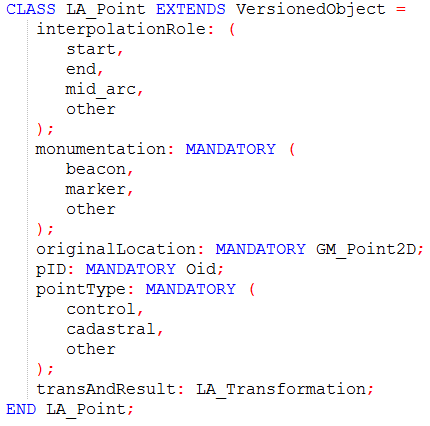 CLASS LA_Point EXTENDS VersionedObject =
interpolationRole: (
start,
end,
mid_arc,
other
);
monumentation: MANDATORY (
beacon,
marker,
other
);
originalLocation: MANDATORY GM_Point2D;
pID: MANDATORY Oid;
pointType: MANDATORY (
control,
cadastral,
other
);
transAndResult: LA_Transformation;
END LA_Point;